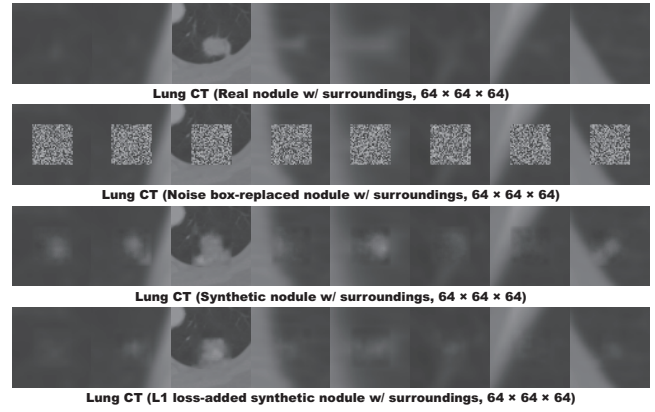 Lung CT (Real nodule w/ surroundings, 64 × 64 × 64)
Lung CT (Noise box-replaced nodule w/ surroundings, 64 × 64 × 64)
Lung CT (Synthetic nodule w/ surroundings, 64 × 64 × 64)
Lung CT (L1 loss-added synthetic nodule w/ surroundings, 64 × 64 × 64)